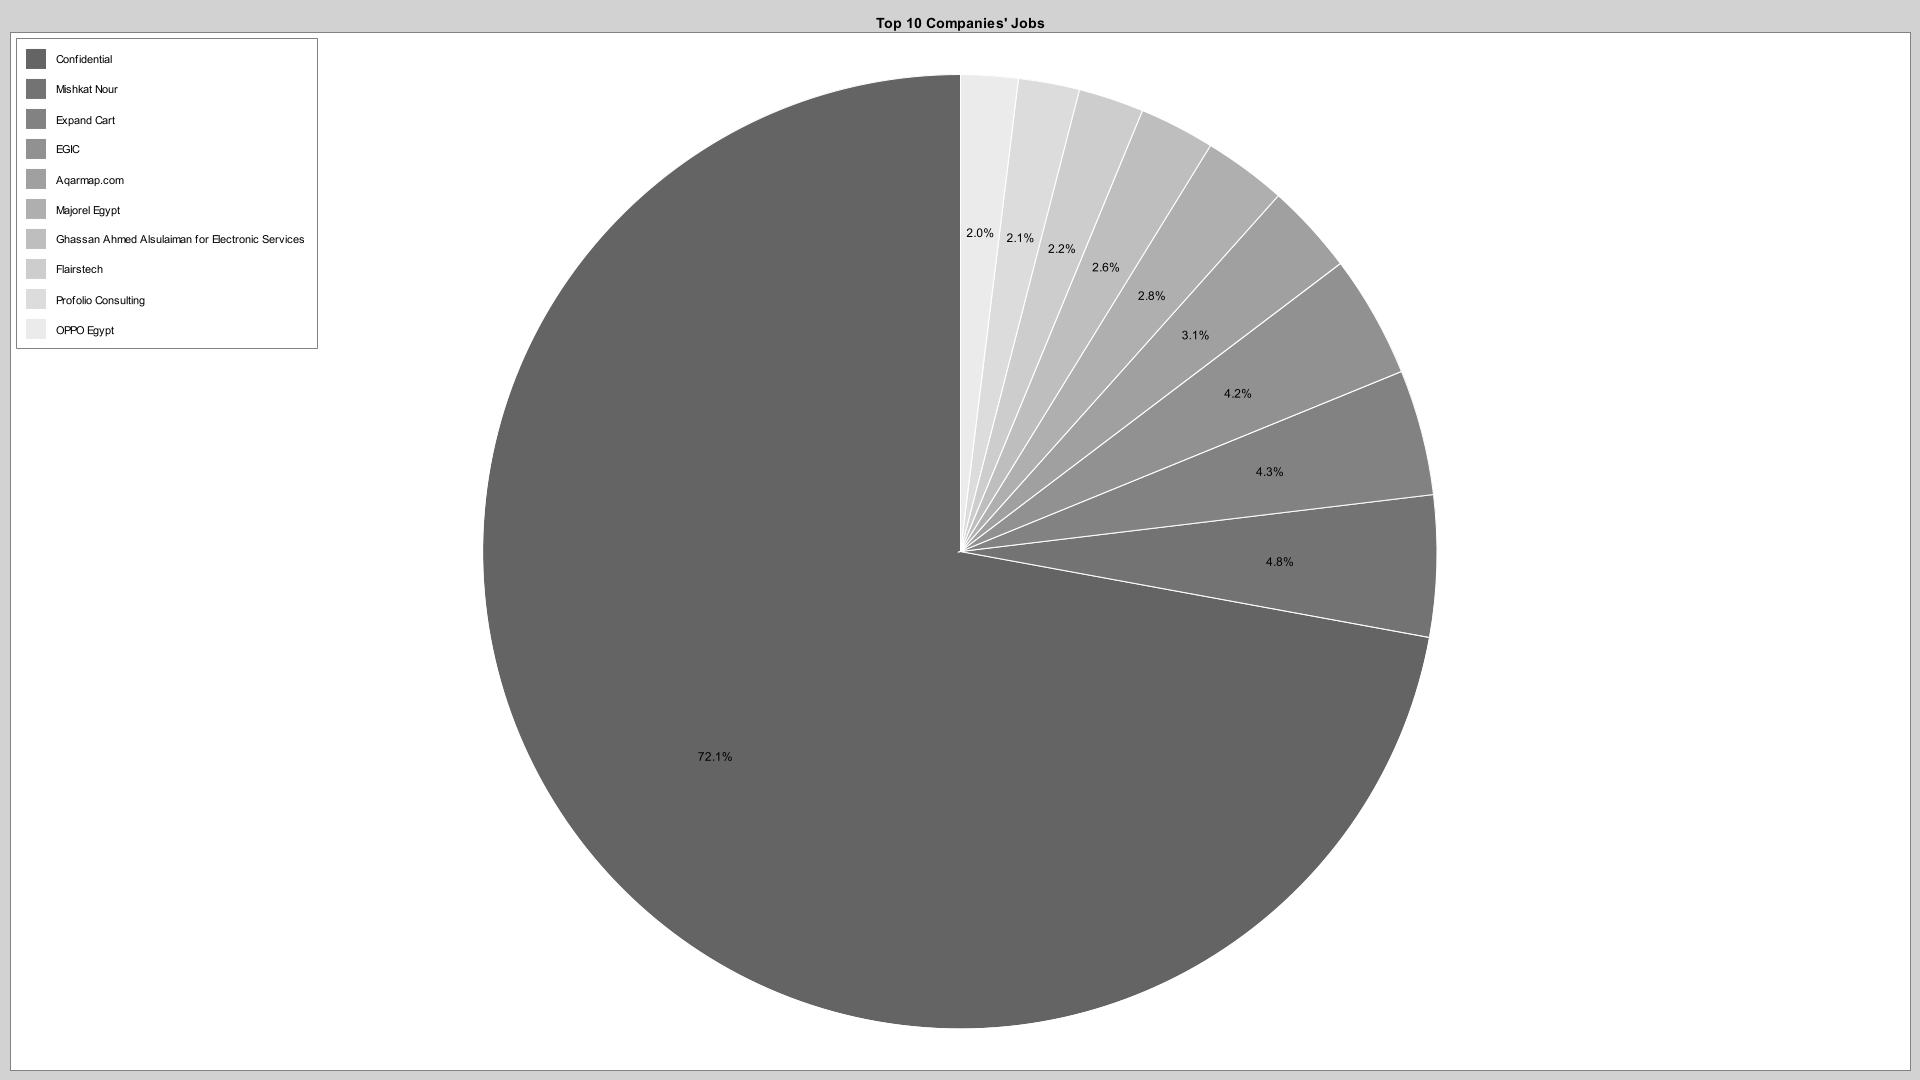 Top 10 Companies' Jobs
Confidential
Mishkat Nour
Expand Cart
EGIC
Aqarmap.com
Majorel Egypt
Ghassan Ahmed Alsulaiman for Electronic Services
Flairstech
Profolio Consulting
OPPO Egypt
2.0%
2.1%
2.2%
2.6%
2.8%
3.1%
4.2%
4.3%
4.8%
72.1%